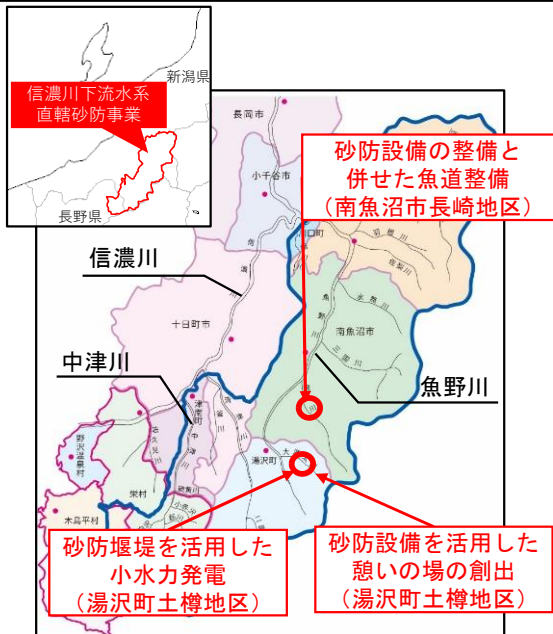 新潟県
信濃川下流水系
直轄砂防事業
長野県
長岡市
小千谷市
砂防設備の整備と
併せた魚道整備
(南魚沼市長崎地区)
信濃川
十日町市
南魚沼市
中津川
魚野川
津南町
野沢温泉村
栄村
木島平村
湯沢町
砂防堰堤を活用した
小水力発電
(湯沢町土樽地区)
砂防設備を活用した
憩いの場の創出
(湯沢町土樽地区)